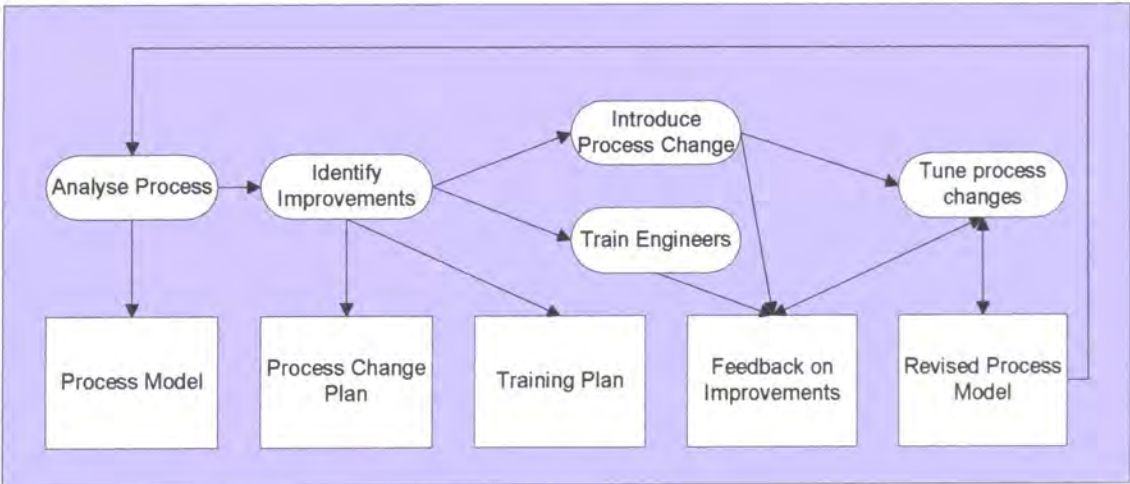 Introduce
Process Change
Analyse Process
Identify
Improvements
Tune process
changes
Train Engineers
Process Model
Process Change
Plan
Training Plan
Feedback on
Improvements
Revised Process
Model